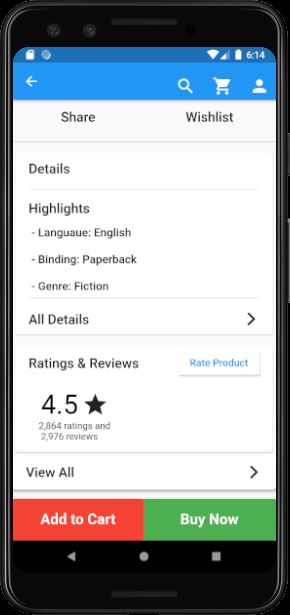 6:14
Share Wishlist
Details
Highlights
- Languaue: English
- Binding: Paperback
- Genre: Fiction
All Details
Ratings & Reviews Rate Product
4.5
2,864 ratings and
2,976 reviews
View All
Add to Cart Buy Now